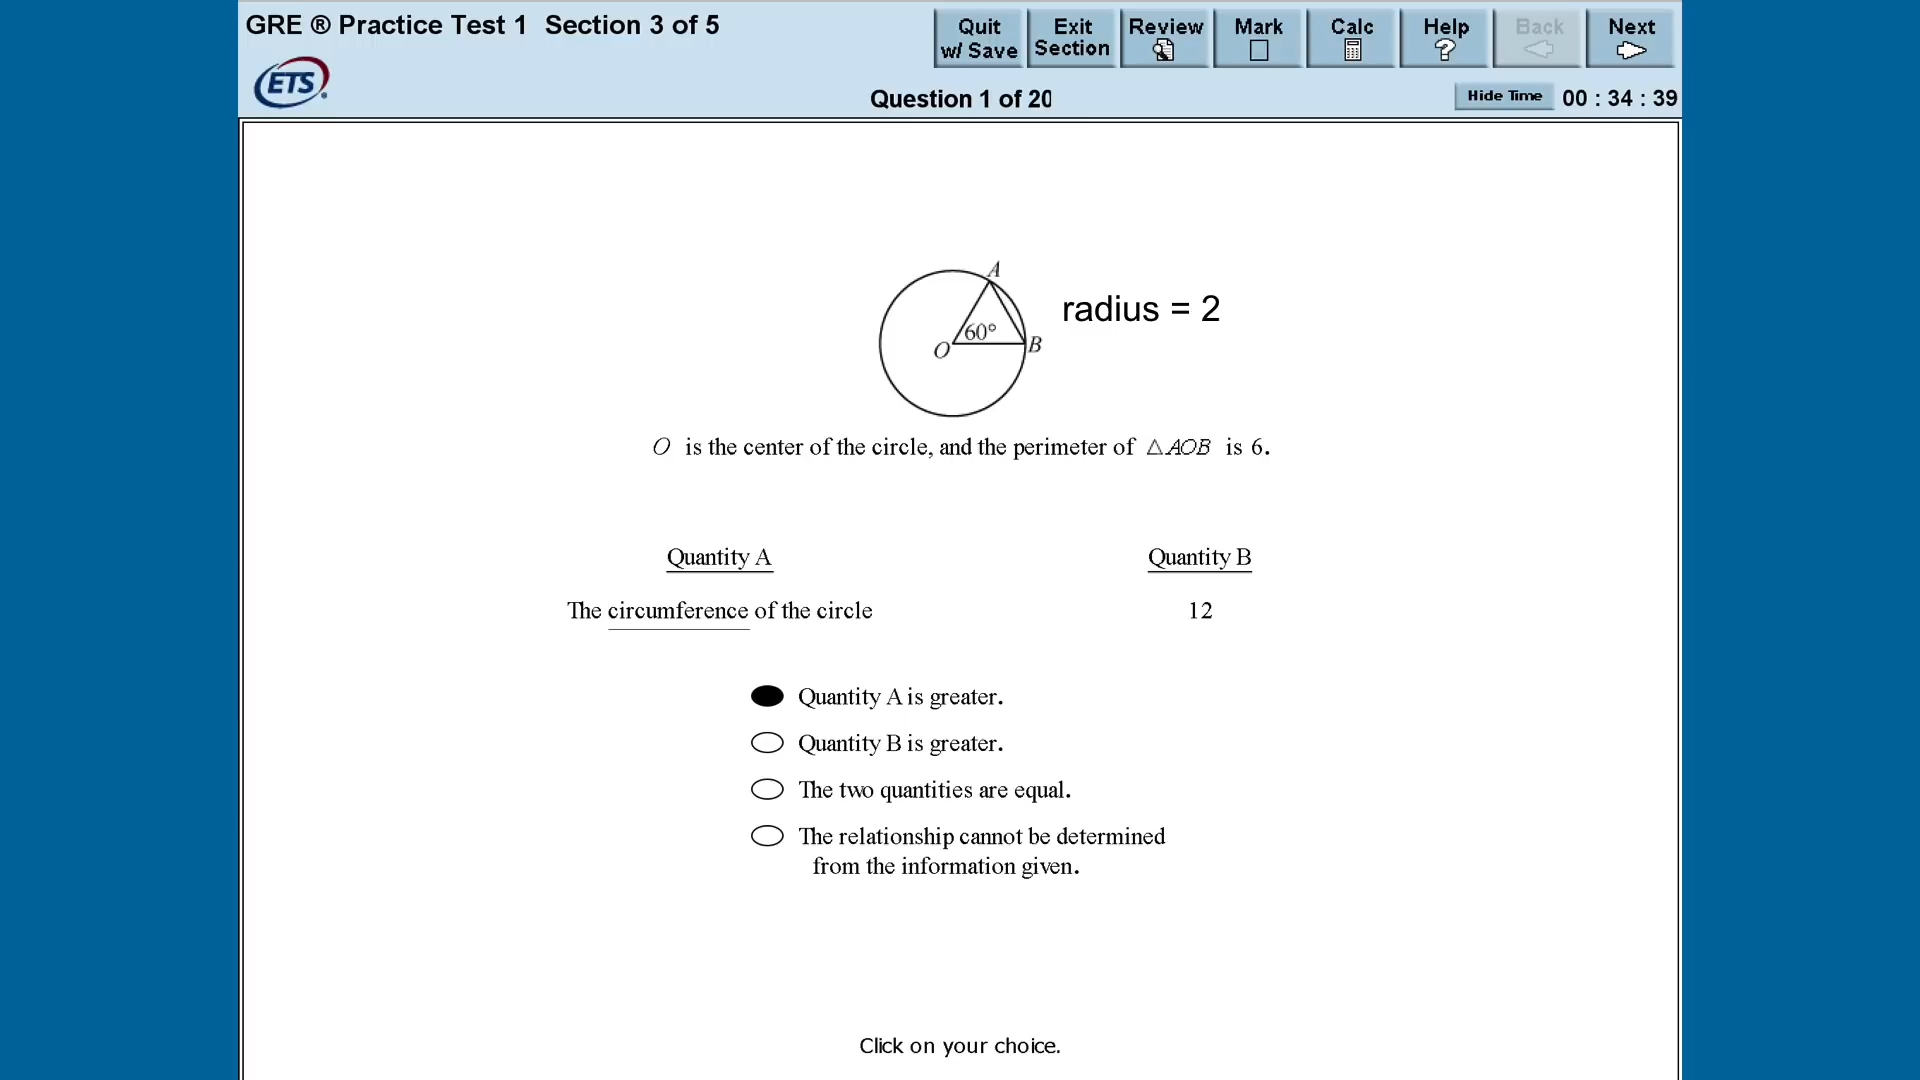 GRE ® Practice Test 1 Section 3 of 5
Quit w/ Save
Exit Section
Review
Mark
Calc
Help
Back
Next
ETS®
Question 1 of 20
Hide Time
00 : 34 : 39
A
60°
O
B
radius = 2
O is the center of the circle, and the perimeter of △AOB is 6.
Quantity A
Quantity B
The circumference of the circle
12
Quantity A is greater.
Quantity B is greater.
The two quantities are equal.
The relationship cannot be determined
from the information given.
Click on your choice.